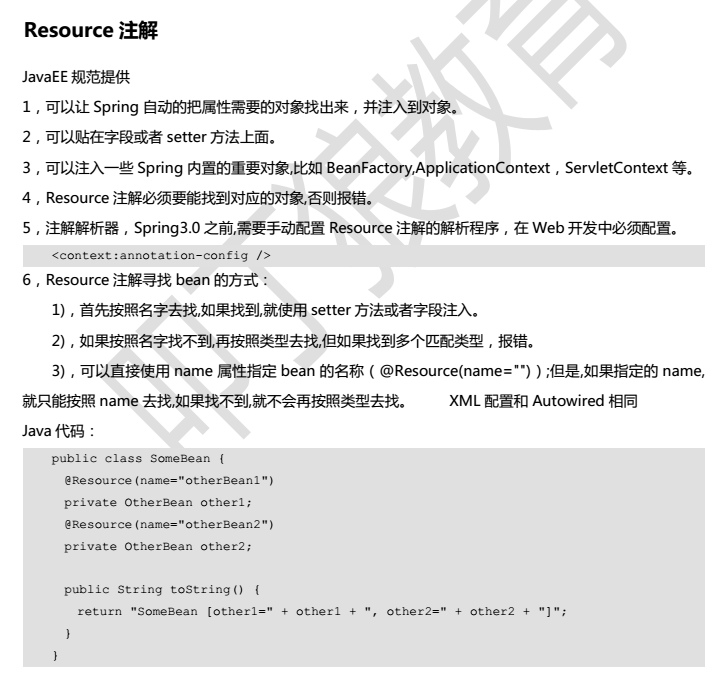 Resource 注解
JavaEE 规范提供
1，可以让 Spring 自动的把属性需要的对象找出来，并注入到对象。
2，可以贴在字段或者 setter 方法上面。
3，可以注入一些 Spring 内置的重要对象,比如 BeanFactory,ApplicationContext，ServletContext 等。
4，Resource 注解必须要能找到对应的对象,否则报错。
5，注解解析器，Spring3.0 之前,需要手动配置 Resource 注解的解析程序，在 Web 开发中必须配置。
<context:annotation-config />
6，Resource 注解寻找 bean 的方式：
1)，首先按照名字去找,如果找到,就使用 setter 方法或者字段注入。
2)，如果按照名字找不到,再按照类型去找,但如果找到多个匹配类型，报错。
3)，可以直接使用 name 属性指定 bean 的名称（@Resource(name="")）;但是,如果指定的 name,
就只能按照 name 去找,如果找不到,就不会再按照类型去找。 XML 配置和 Autowired 相同
Java 代码：
public class SomeBean {
@Resource(name="otherBean1")
private OtherBean other1;
@Resource(name="otherBean2")
private OtherBean other2;
public String toString() {
return "SomeBean [other1=" + other1 + ", other2=" + other2 + "]";
}
}
叩丁狼教育